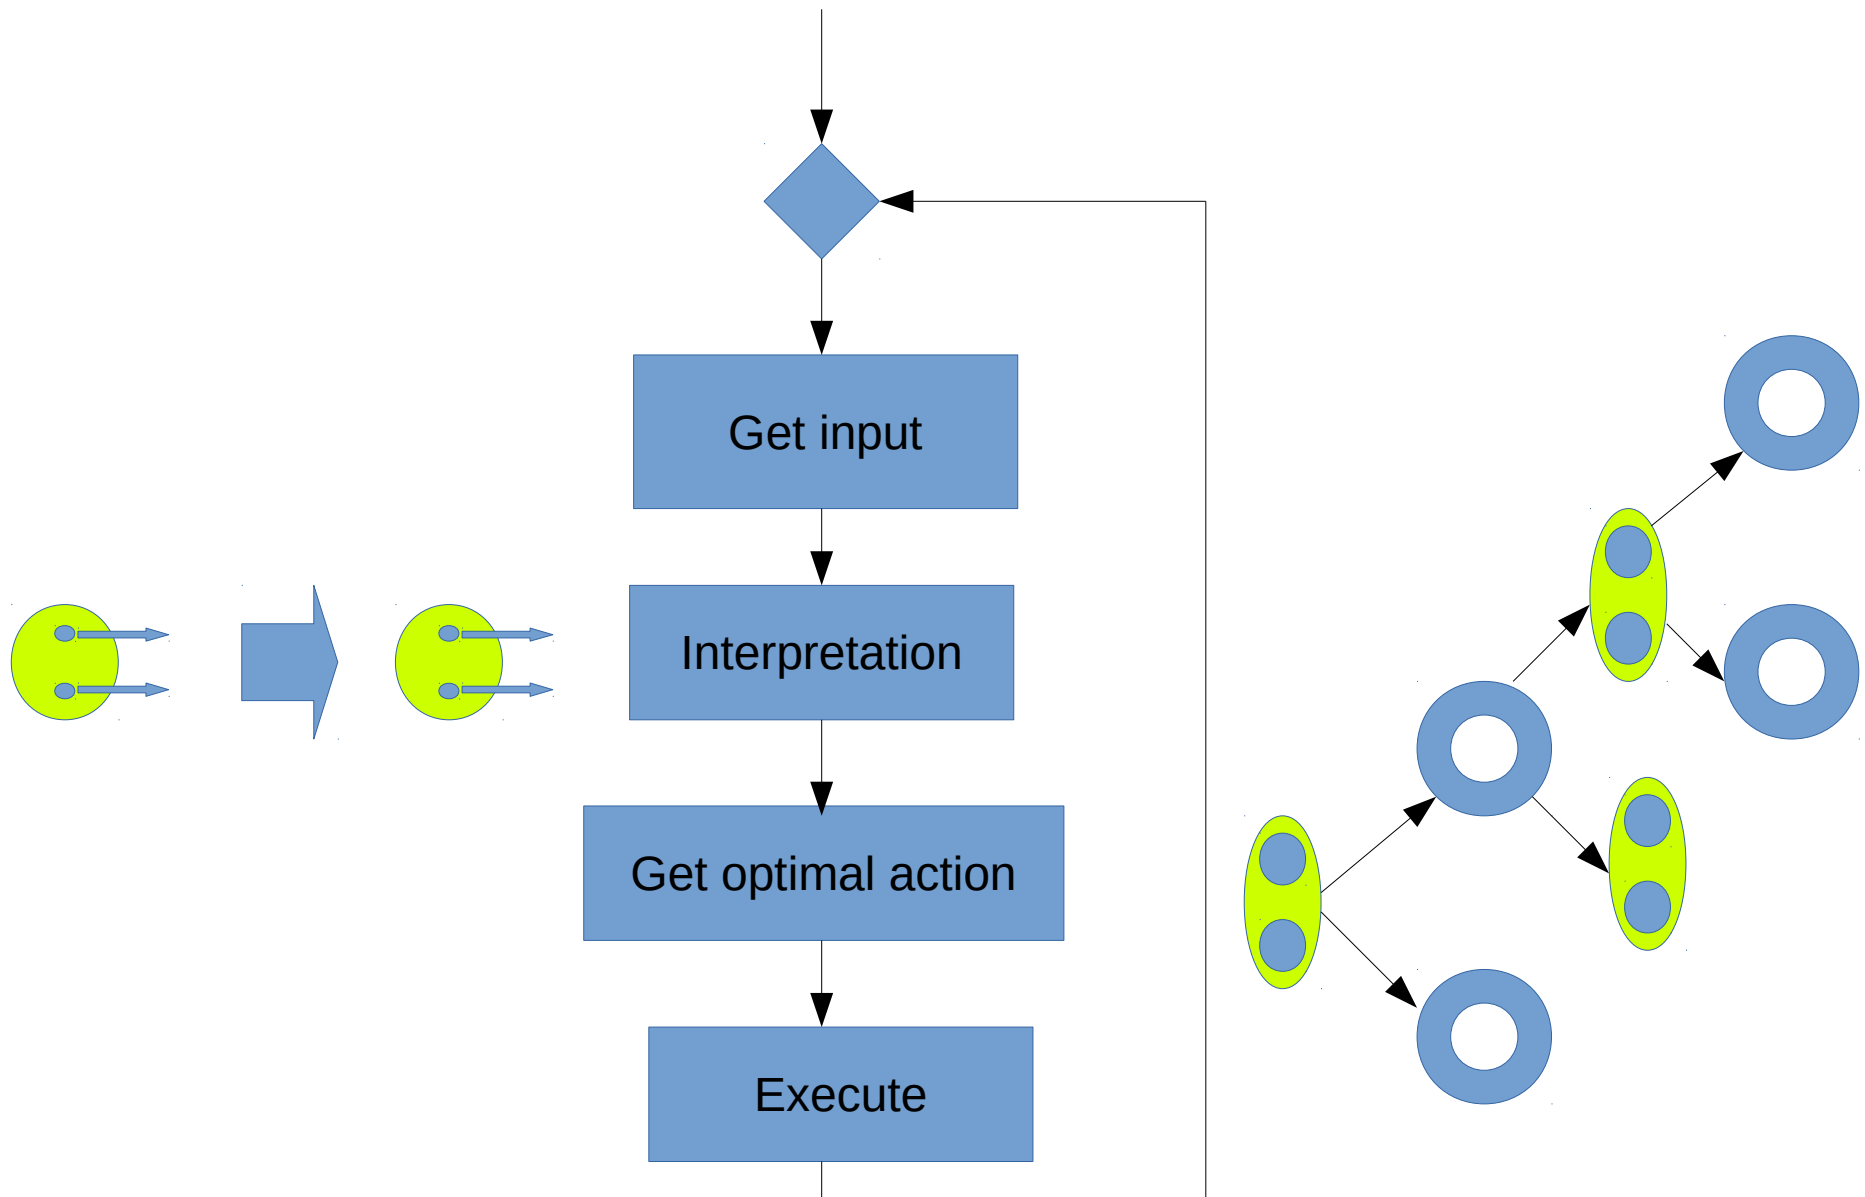 Get input
Interpretation
Get optimal action
Execute